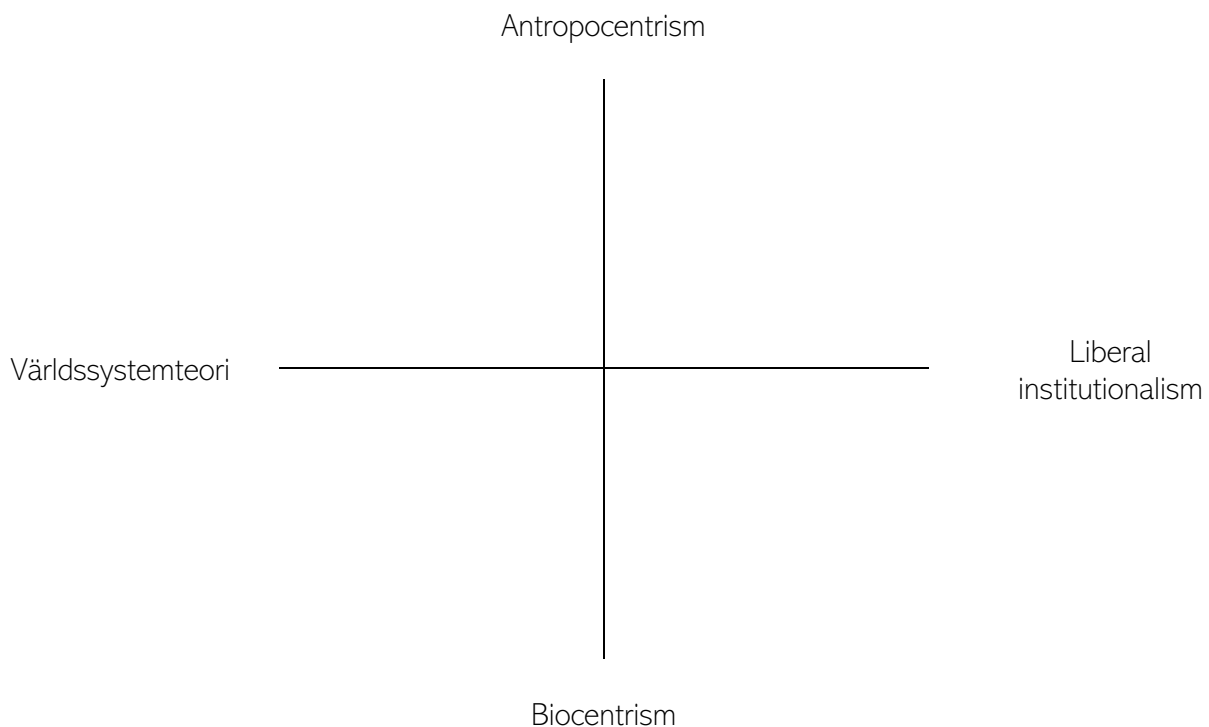 Antropocentrism
Världssystemteori
Liberal
institutionalism
Biocentrism